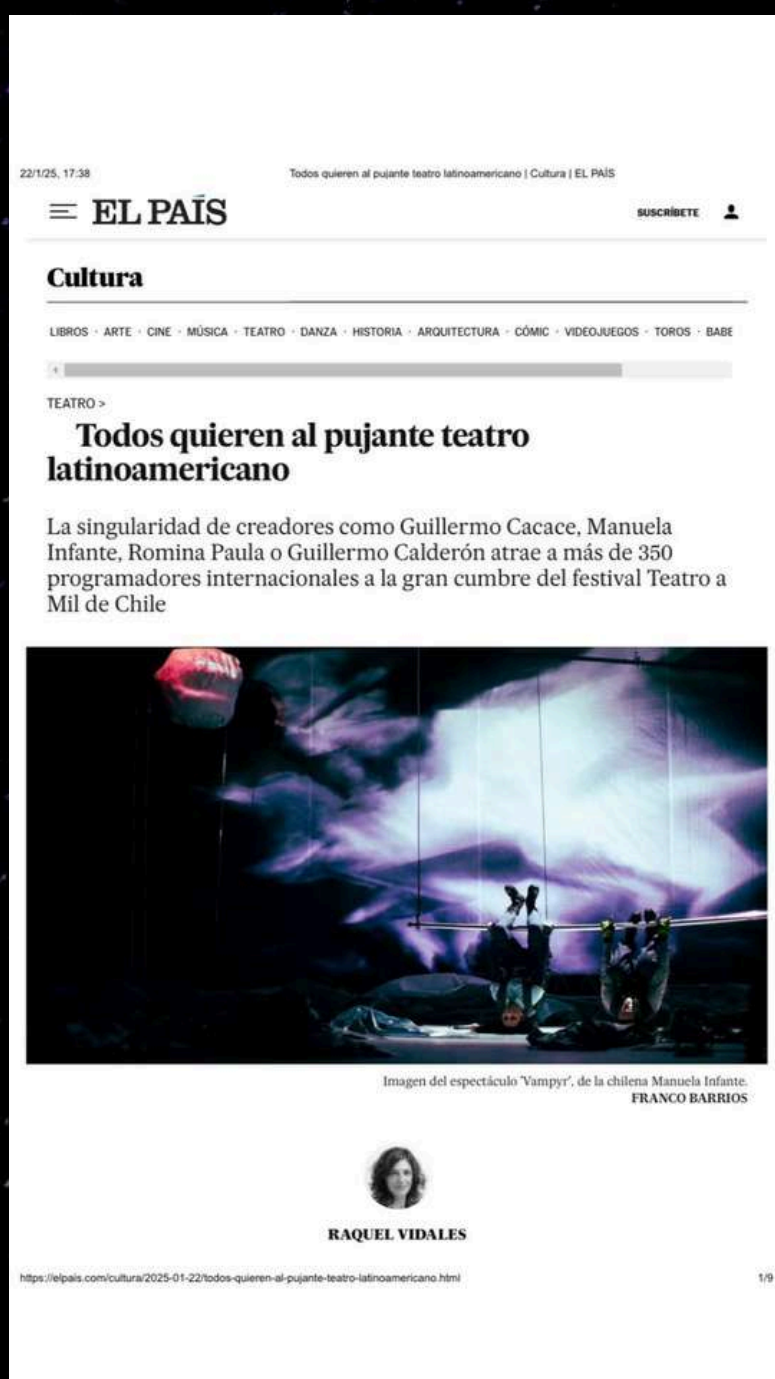 22/1/25, 17:38
Todos quieren al pujante teatro latinoamericano | Cultura | EL PAÍS
EL PAÍS
SUSCRÍBETE
Cultura
LIBROS · ARTE · CINE · MÚSICA · TEATRO · DANZA · HISTORIA · ARQUITECTURA · CÓMIC · VIDEOJUEGOS · TOROS · BABE
TEATRO >
Todos quieren al pujante teatro
latinoamericano
La singularidad de creadores como Guillermo Cacace, Manuela
Infante, Romina Paula o Guillermo Calderón atrae a más de 350
programadores internacionales a la gran cumbre del festival Teatro a
Mil de Chile
Imagen del espectáculo 'Vampyr', de la chilena Manuela Infante.
FRANCO BARRIOS
RAQUEL VIDALES
https://elpais.com/cultura/2025-01-22/todos-quieren-al-pujante-teatro-latinoamericano.html
1/9